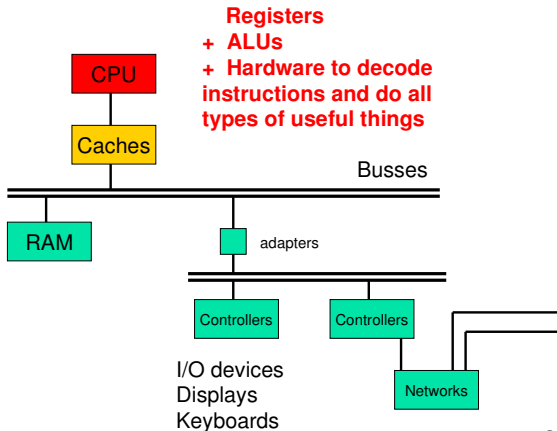 Registers
+ ALUs
+ Hardware to decode
instructions and do all
types of useful things
CPU
Caches
Busses
RAM
adapters
Controllers
Controllers
I/O devices
Displays
Keyboards
Networks